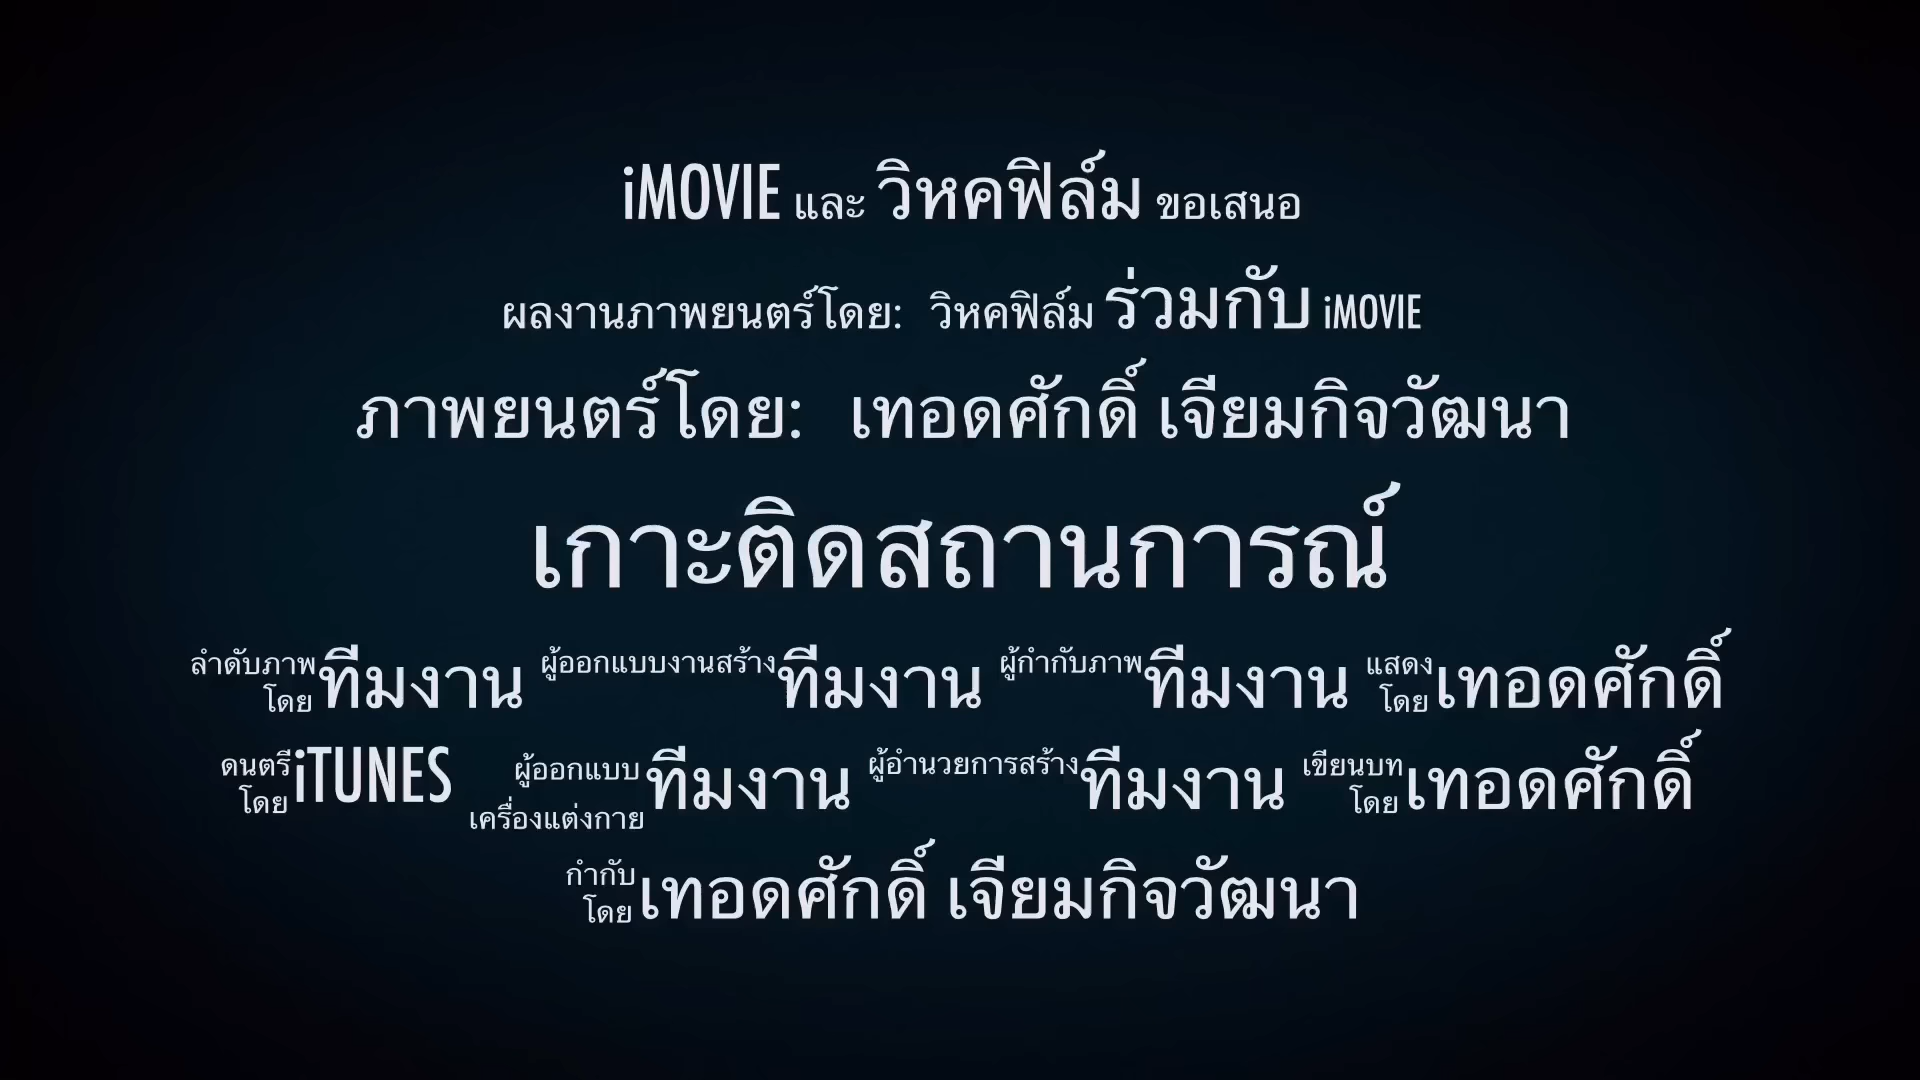 iMOVIE และ วิหคฟิล์ม ขอเสนอ
ผลงานภาพยนตร์โดย: วิหคฟิล์ม ร่วมกับ iMOVIE
ภาพยนตร์โดย: เทอดศักดิ์ เจียมกิจวัฒนา
เกาะติดสถานการณ์
ลำดับภาพโดย ทีมงาน ผู้ออกแบบงานสร้าง ทีมงาน ผู้กำกับภาพ ทีมงาน แสดงโดย เทอดศักดิ์
ดนตรีโดย iTUNES ผู้ออกแบบเครื่องแต่งกาย ทีมงาน ผู้อำนวยการสร้าง ทีมงาน เขียนบทโดย เทอดศักดิ์
กำกับโดย เทอดศักดิ์ เจียมกิจวัฒนา